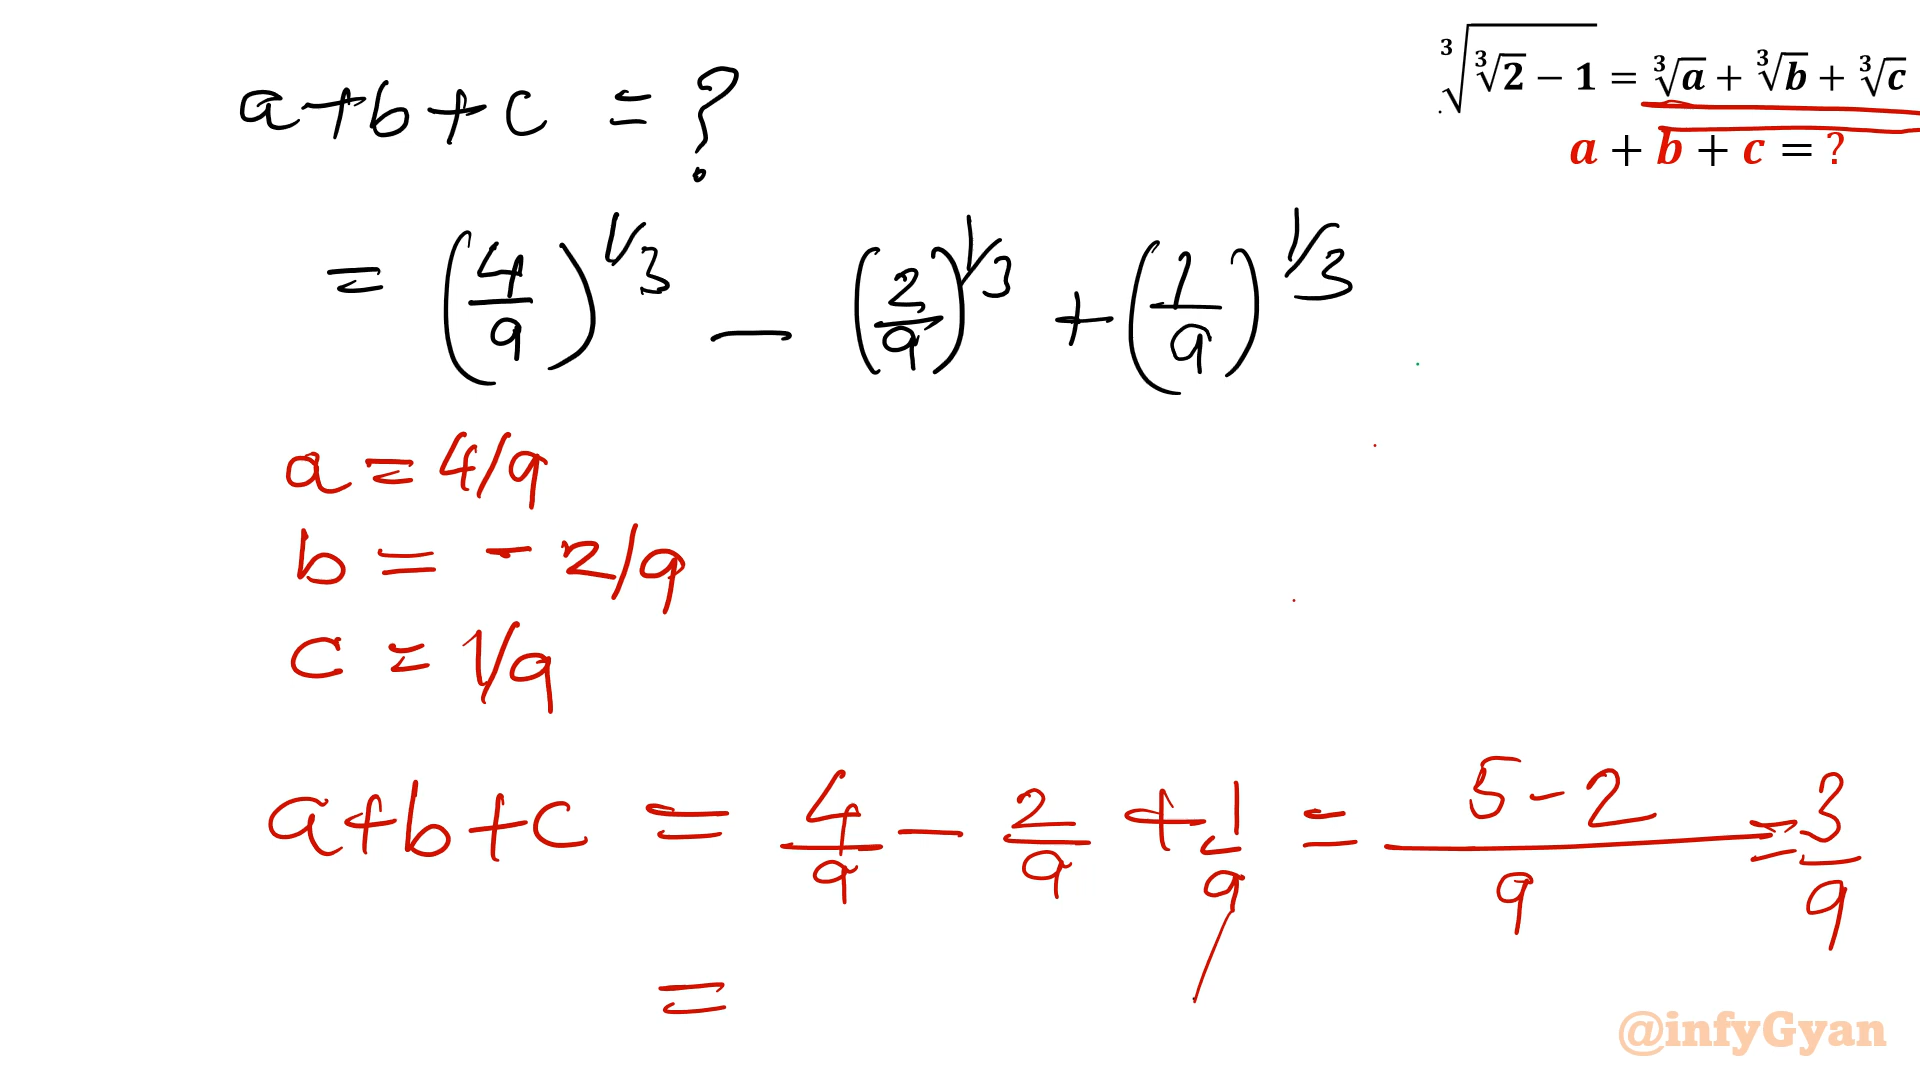 ∛(∛2 − 1) = ∛a + ∛b + ∛c
a + b + c = ?
a+b+c = ?
= (4/9)^1/3 − (2/9)^1/3 + (1/9)^1/3
a = 4/9
b = -2/9
c = 1/9
a+b+c = 4/9 − 2/9 + 1/9 = 5-2/9 = 3/9
=
@infyGyan